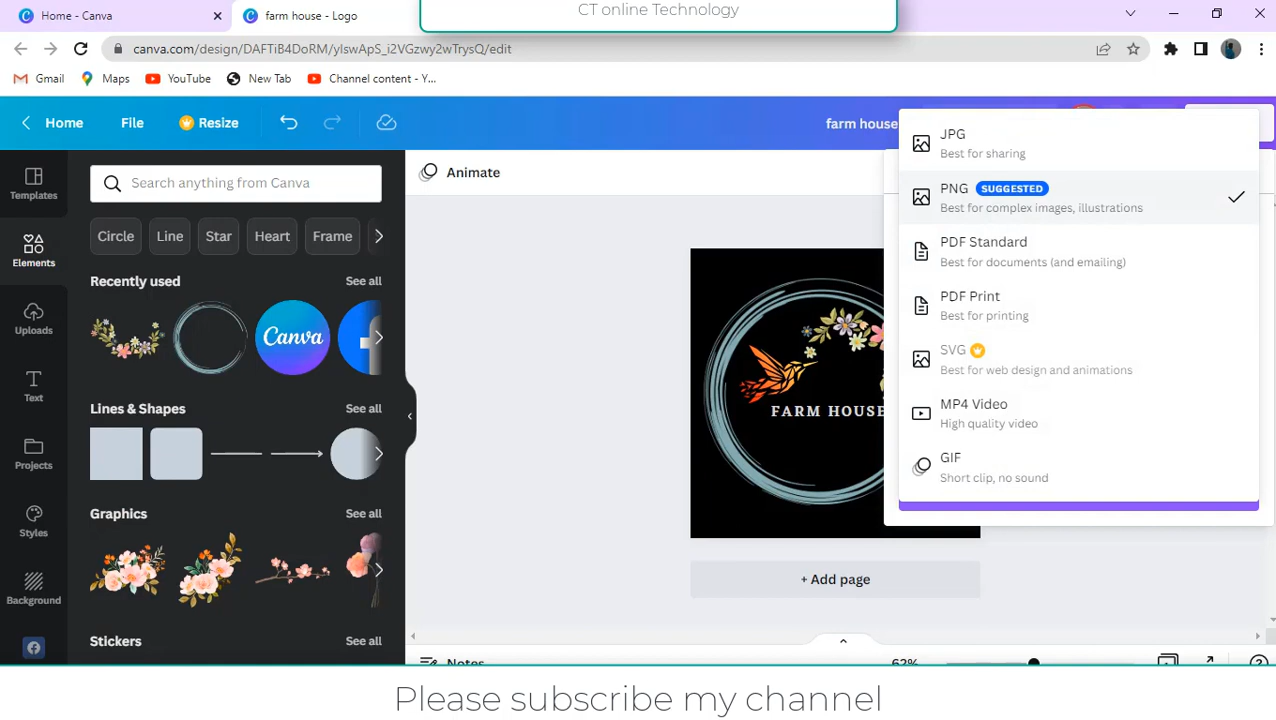 CT online Technology
Home - Canva
farm house - Logo
canva.com/design/DAFTiB4DoRM/ylswApS_i2VGzwy2wTrysQ/edit
Gmail
Maps
YouTube
New Tab
Channel content - Y...
Home
File
Resize
farm house
Templates
Elements
Uploads
Text
Projects
Styles
Background
Search anything from Canva
Circle
Line
Star
Heart
Frame
Recently used
See all
Canva
Lines & Shapes
See all
Graphics
See all
Stickers
See all
Animate
FARM HOUSE
+ Add page
Notes
62%
JPG
Best for sharing
PNG SUGGESTED
Best for complex images, illustrations
PDF Standard
Best for documents (and emailing)
PDF Print
Best for printing
SVG
Best for web design and animations
MP4 Video
High quality video
GIF
Short clip, no sound
Please subscribe my channel